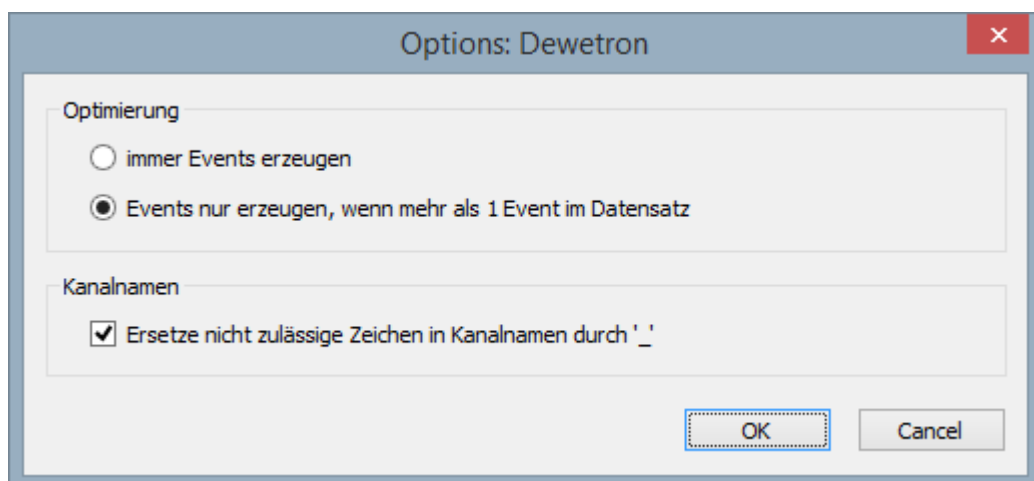 Options: Dewetron
Optimierung
immer Events erzeugen
Events nur erzeugen, wenn mehr als 1 Event im Datensatz
Kanalnamen
Ersetze nicht zulässige Zeichen in Kanalnamen durch '_'
OK
Cancel